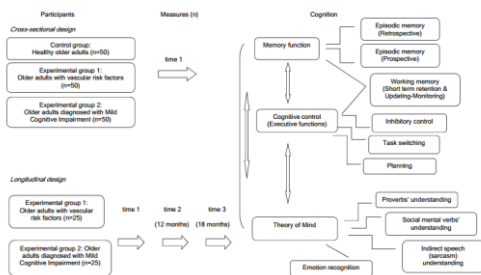 Participants
Measures (n)
Cognition
Cross-sectional design
Control group:
Healthy older adults (n=50)
Experimental group 1:
Older adults with vascular risk factors
(n=50)
Experimental group 2:
Older adults diagnosed with Mild
Cognitive Impairment (n=50)
time 1
Memory function
Episodic memory
(Retrospective)
Episodic memory
(Prospective)
Working memory
(Short term retention &
Updating-Monitoring)
Cognitive control
(Executive functions)
Inhibitory control
Task switching
Planning
Longitudinal design
Experimental group 1:
Older adults with vascular
risk factors (n=25)
Experimental group 2: Older
adults diagnosed with Mild
Cognitive Impairment (n=25)
time 1
time 2
(12 months)
time 3
(18 months)
Theory of Mind
Proverbs' understanding
Social mental verbs'
understanding
Indirect speech
(sarcasm) understanding
Emotion recognition